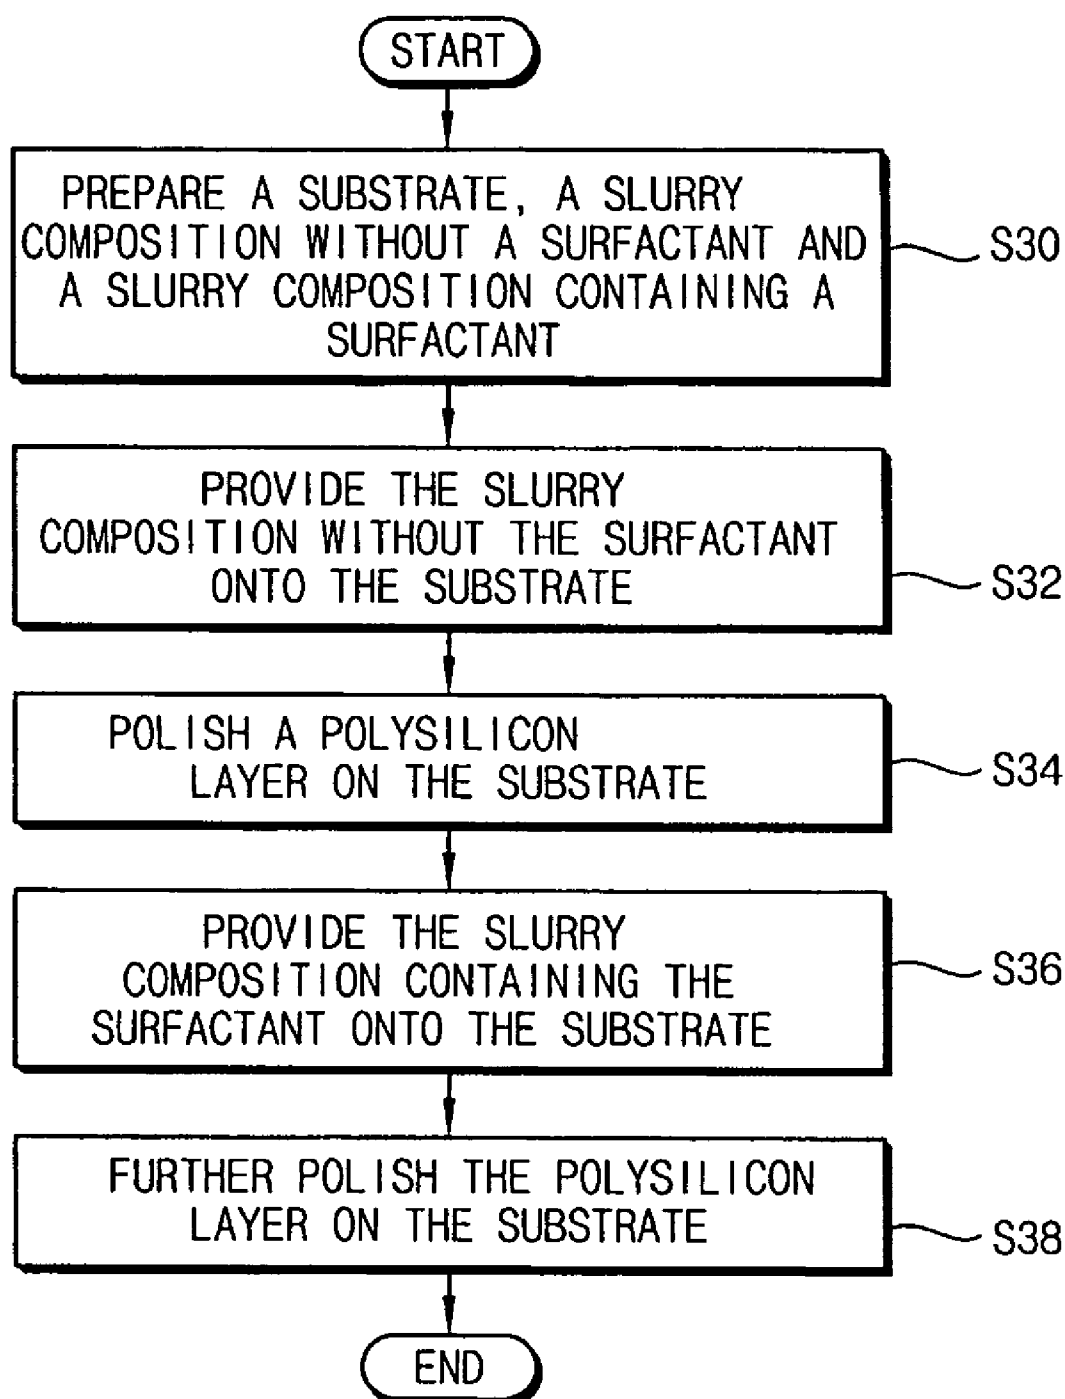 START
PREPARE A SUBSTRATE, A SLURRY
COMPOSITION WITHOUT A SURFACTANT AND
A SLURRY COMPOSITION CONTAINING A
SURFACTANT
S30
PROVIDE THE SLURRY
COMPOSITION WITHOUT THE SURFACTANT
ONTO THE SUBSTRATE
S32
POLISH A POLYSILICON
LAYER ON THE SUBSTRATE
S34
PROVIDE THE SLURRY
COMPOSITION CONTAINING THE
SURFACTANT ONTO THE SUBSTRATE
S36
FURTHER POLISH THE POLYSILICON
LAYER ON THE SUBSTRATE
S38
END